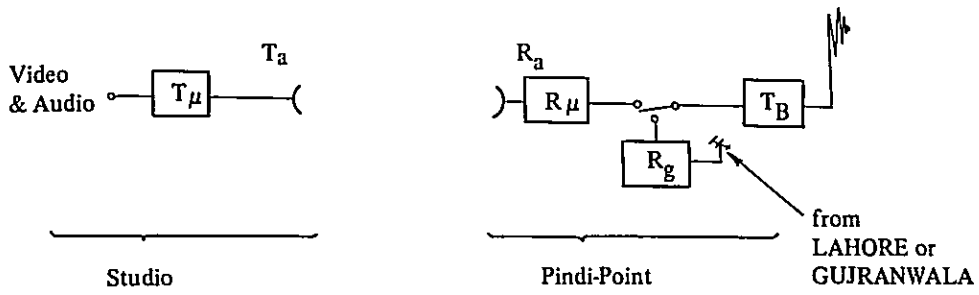 Video
& Audio
Tμ
Ta
Ra
Rμ
TB
Rg
from
LAHORE or
GUJRANWALA
Studio
Pindi-Point